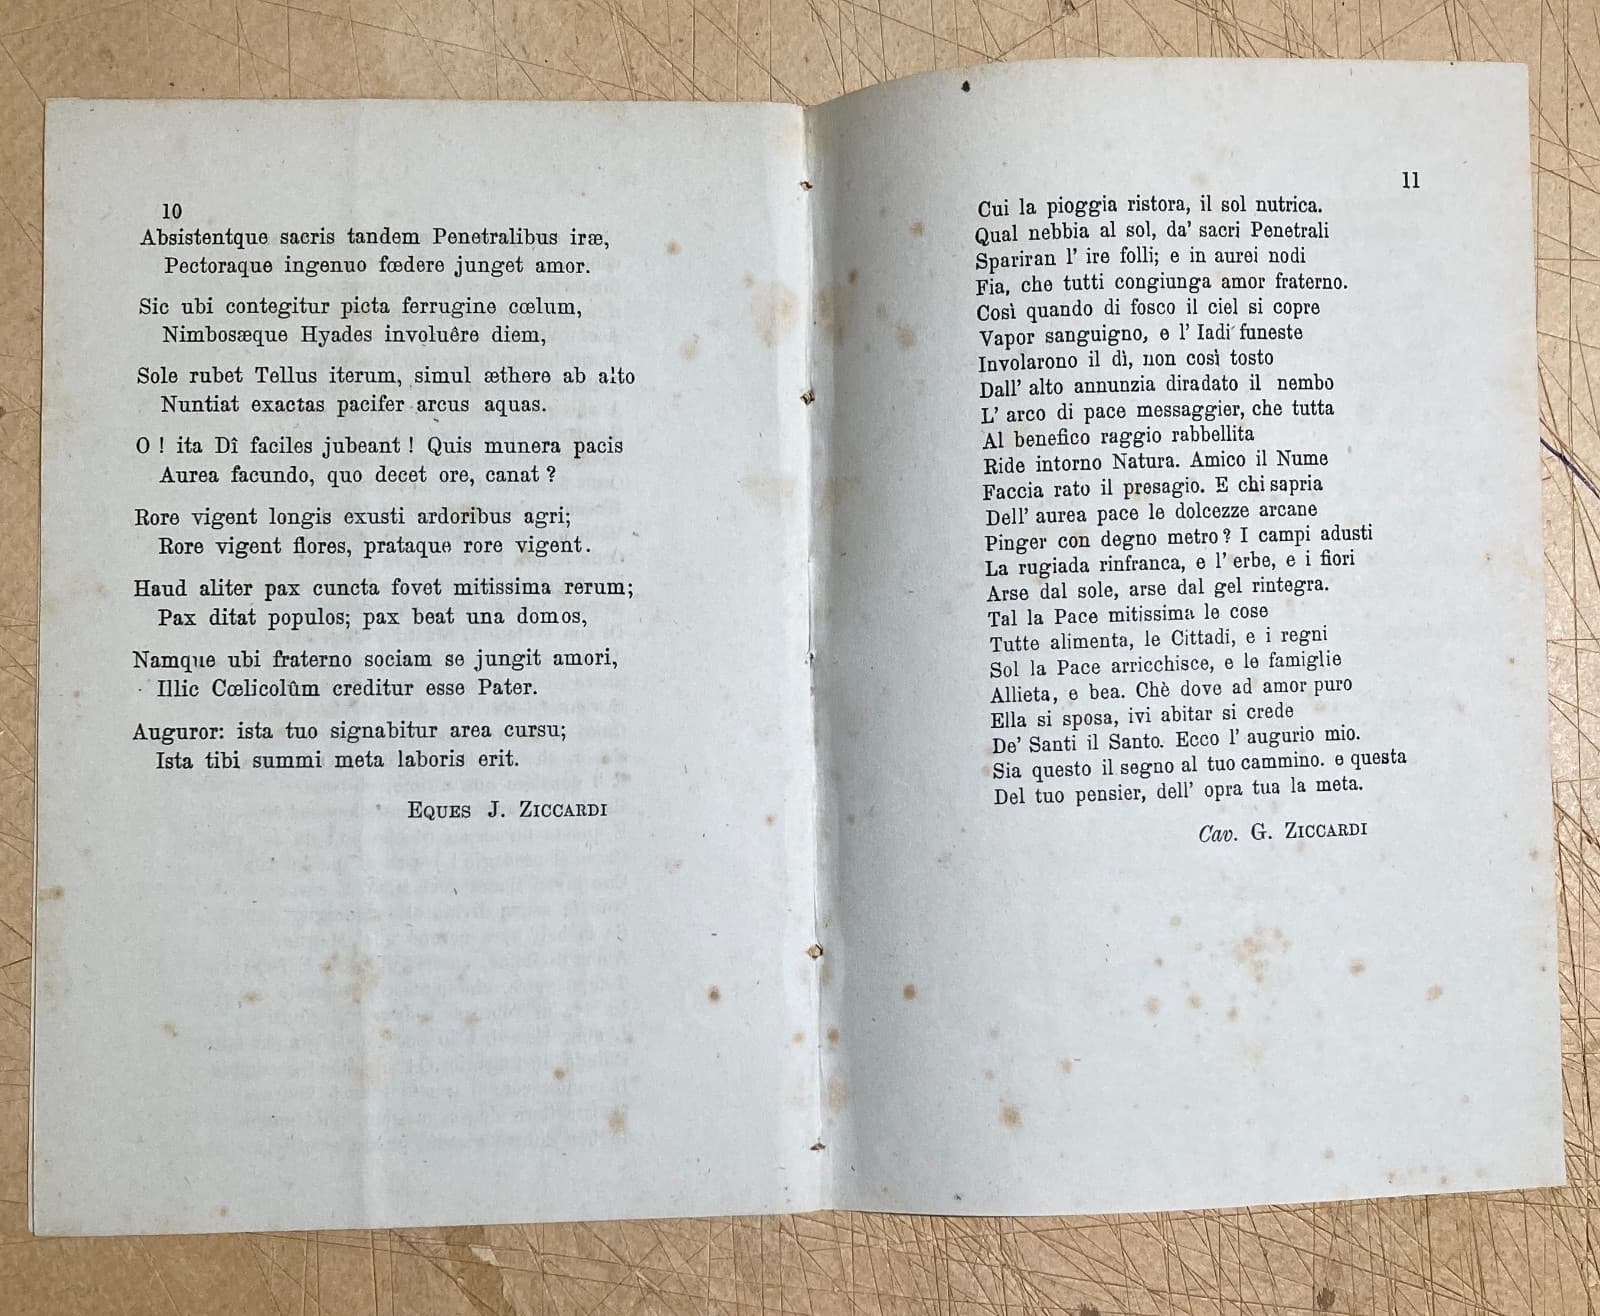 10
Absistentque sacris tandem Penetralibus iræ,
Pectoraque ingenuo fœdere junget amor.
Sic ubi contegitur picta ferrugine cœlum,
Nimbosæque Hyades involuêre diem,
Sole rubet Tellus iterum, simul æthere ab alto
Nuntiat exactas pacifer arcus aquas.
O ! ita Dî faciles jubeant ! Quis munera pacis
Aurea facundo, quo decet ore, canat ?
Rore vigent longis exusti ardoribus agri;
Rore vigent flores, prataque rore vigent.
Haud aliter pax cuncta fovet mitissima rerum;
Pax ditat populos; pax beat una domos,
Namque ubi fraterno sociam se jungit amori,
Illic Cœlicolûm creditur esse Pater.
Auguror: ista tuo signabitur area cursu;
Ista tibi summi meta laboris erit.
EQUES J. ZICCARDI
11
Cui la pioggia ristora, il sol nutrica.
Qual nebbia al sol, da' sacri Penetrali
Spariran l' ire folli; e in aurei nodi
Fia, che tutti congiunga amor fraterno.
Così quando di fosco il ciel si copre
Vapor sanguigno, e l' Iadi funeste
Involarono il dì, non così tosto
Dall' alto annunzia diradato il nembo
L' arco di pace messaggier, che tutta
Al benefico raggio rabbellita
Ride intorno Natura. Amico il Nume
Faccia rato il presagio. E chi sapria
Dell' aurea pace le dolcezze arcane
Pinger con degno metro ? I campi adusti
La rugiada rinfranca, e l' erbe, e i fiori
Arse dal sole, arse dal gel rintegra.
Tal la Pace mitissima le cose
Tutte alimenta, le Cittadi, e i regni
Sol la Pace arricchisce, e le famiglie
Allieta, e bea. Chè dove ad amor puro
Ella si sposa, ivi abitar si crede
De' Santi il Santo. Ecco l' augurio mio.
Sia questo il segno al tuo cammino. e questa
Del tuo pensier, dell' opra tua la meta.
Cav. G. ZICCARDI